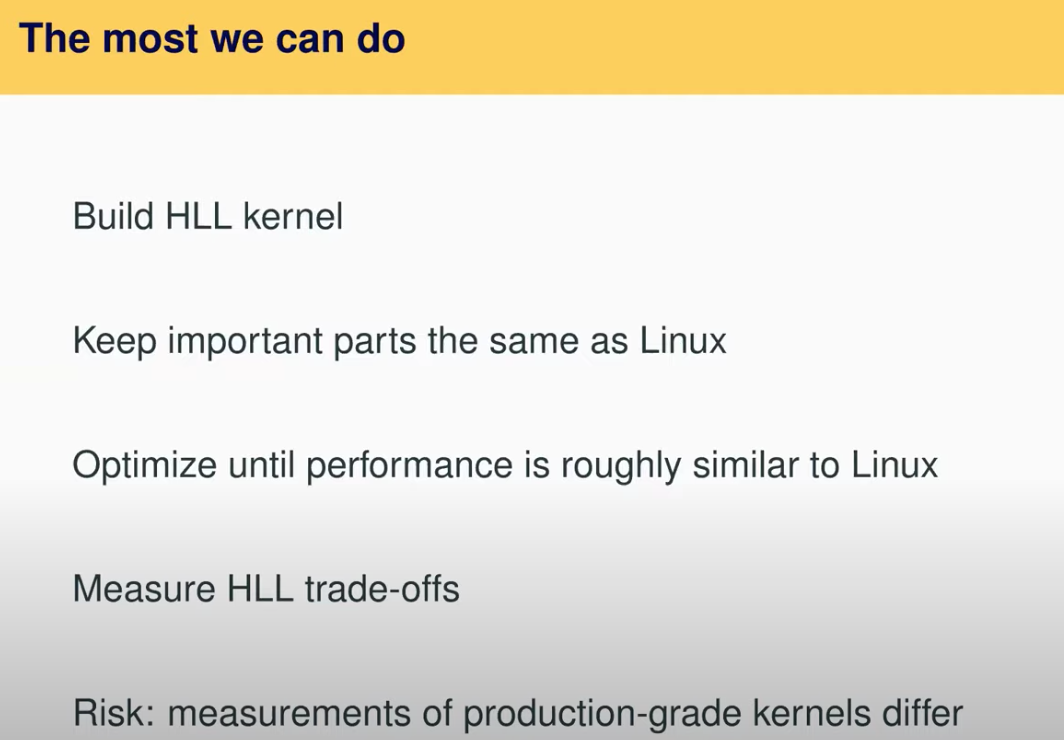 The most we can do
Build HLL kernel
Keep important parts the same as Linux
Optimize until performance is roughly similar to Linux
Measure HLL trade-offs
Risk: measurements of production-grade kernels differ